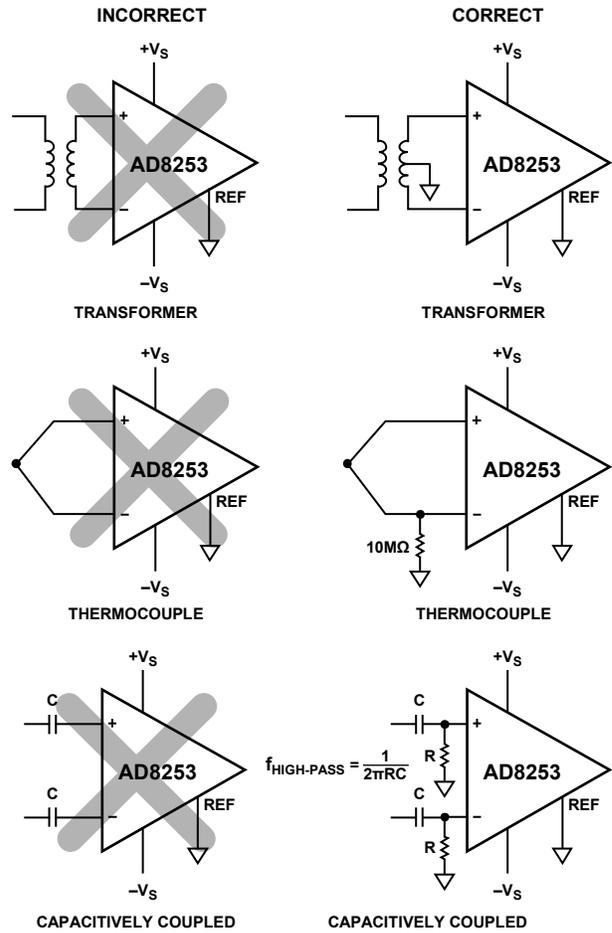 INCORRECT
CORRECT
+VS
+
AD8253
REF
−
−VS
TRANSFORMER
+VS
+
AD8253
REF
−
−VS
TRANSFORMER
+VS
+
AD8253
REF
−
−VS
THERMOCOUPLE
+VS
+
AD8253
REF
−
10MΩ
−VS
THERMOCOUPLE
+VS
C
+
AD8253
C
REF
−
−VS
CAPACITIVELY COUPLED
fHIGH-PASS = 1/2πRC
+VS
C
+
R
AD8253
C
REF
−
R
−VS
CAPACITIVELY COUPLED